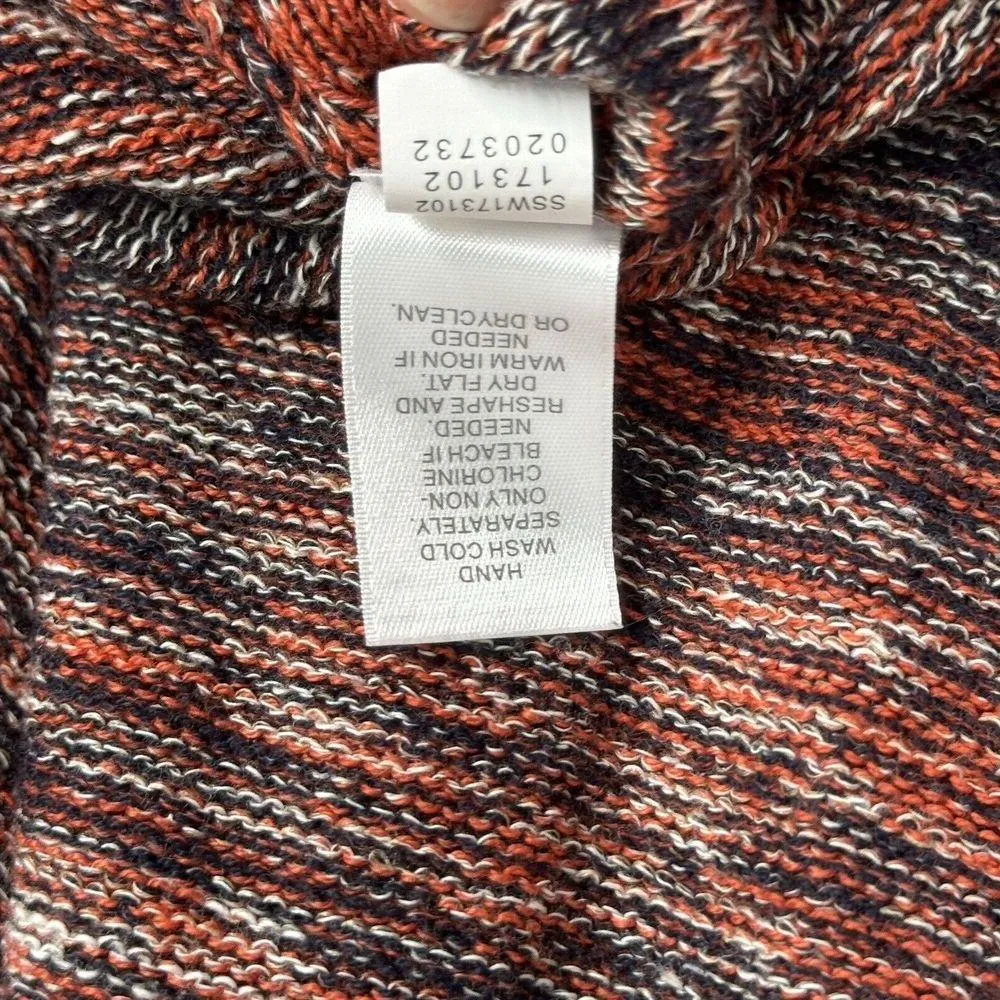 HAND
WASH COLD
SEPARATELY.
ONLY NON-
CHLORINE
BLEACH IF
NEEDED.
RESHAPE AND
DRY FLAT.
WARM IRON IF
NEEDED
OR DRYCLEAN.
SSW173102
173102
0203732